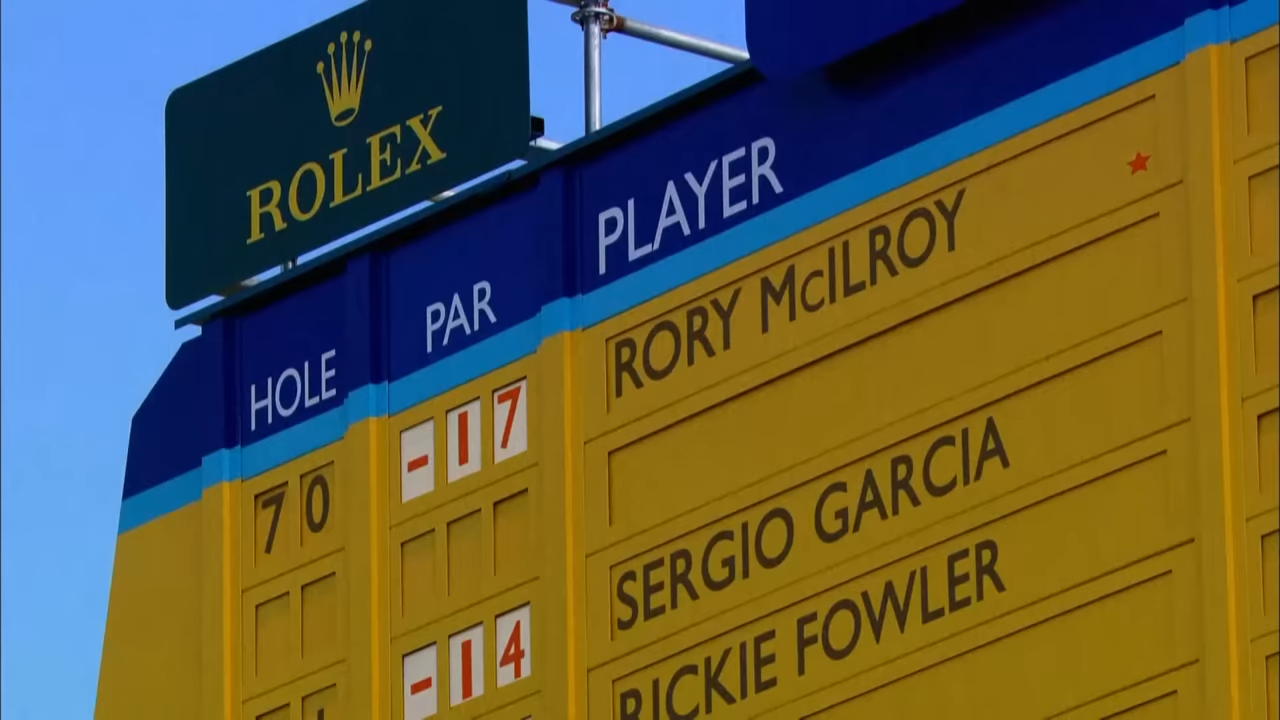 ROLEX
HOLE PAR PLAYER
70 -17 RORY McILROY
-14 SERGIO GARCIA
RICKIE FOWLER